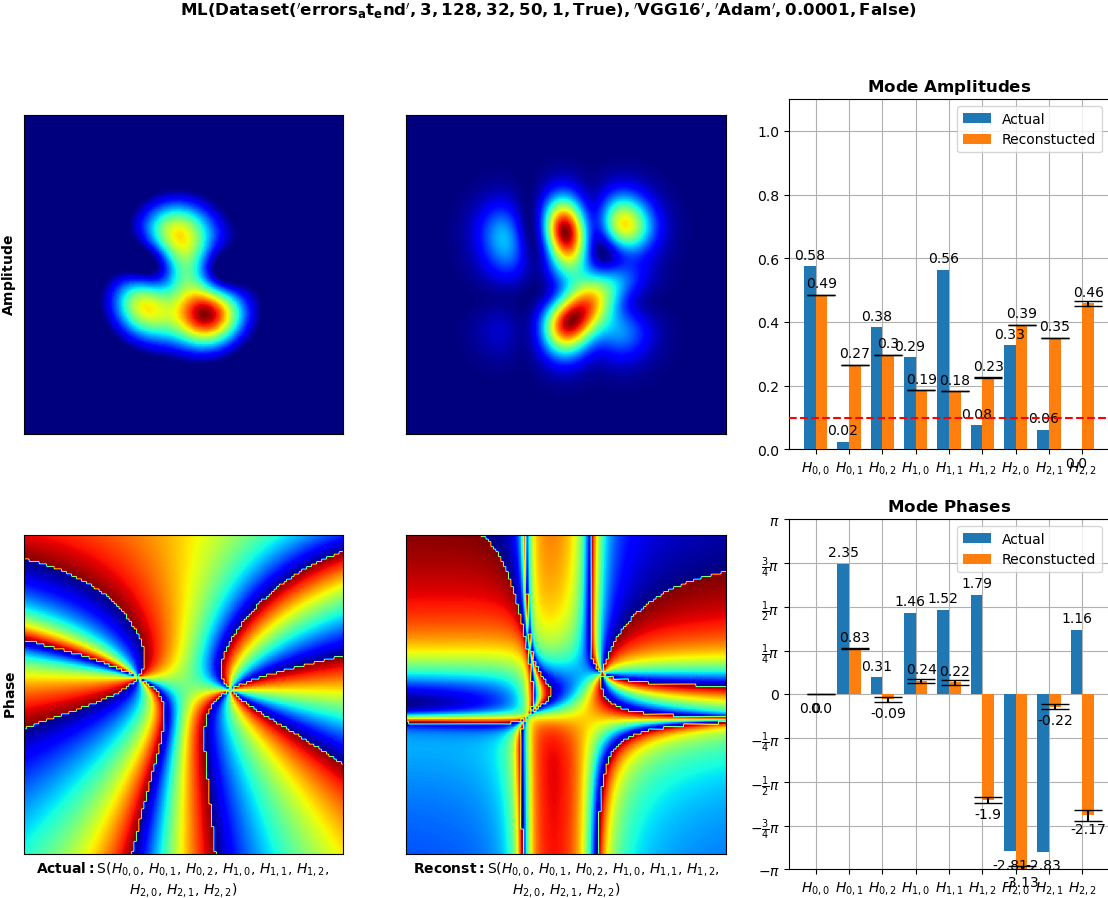 ML(Dataset('errorsₐtₑnd', 3, 128, 32, 50, 1, True), 'VGG16', 'Adam', 0.0001, False)
Amplitude
Mode Amplitudes
Actual
Reconstucted
1.0
0.8
0.6
0.4
0.2
0.0
0.58
0.49
0.02
0.27
0.38
0.3
0.29
0.19
0.56
0.18
0.08
0.23
0.33
0.39
0.06
0.35
0.0
0.46
H0,0 H0,1 H0,2 H1,0 H1,1 H1,2 H2,0 H2,1 H2,2
Phase
Mode Phases
Actual
Reconstucted
π
3/4π
1/2π
1/4π
0
−1/4π
−1/2π
−3/4π
−π
0.0
0.0
2.35
0.83
0.31
-0.09
1.46
0.24
1.52
0.22
1.79
-1.9
-2.81
-3.13
-2.83
-0.22
1.16
-2.17
H0,0 H0,1 H0,2 H1,0 H1,1 H1,2 H2,0 H2,1 H2,2
Actual: S(H0,0, H0,1, H0,2, H1,0, H1,1, H1,2,
H2,0, H2,1, H2,2)
Reconst: S(H0,0, H0,1, H0,2, H1,0, H1,1, H1,2,
H2,0, H2,1, H2,2)